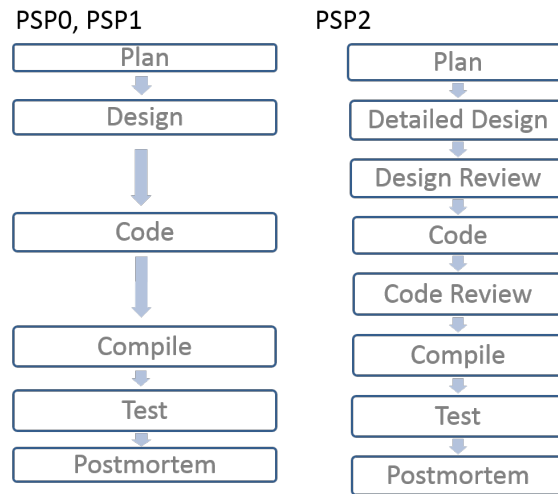 PSP0, PSP1
Plan
Design
Code
Compile
Test
Postmortem
PSP2
Plan
Detailed Design
Design Review
Code
Code Review
Compile
Test
Postmortem